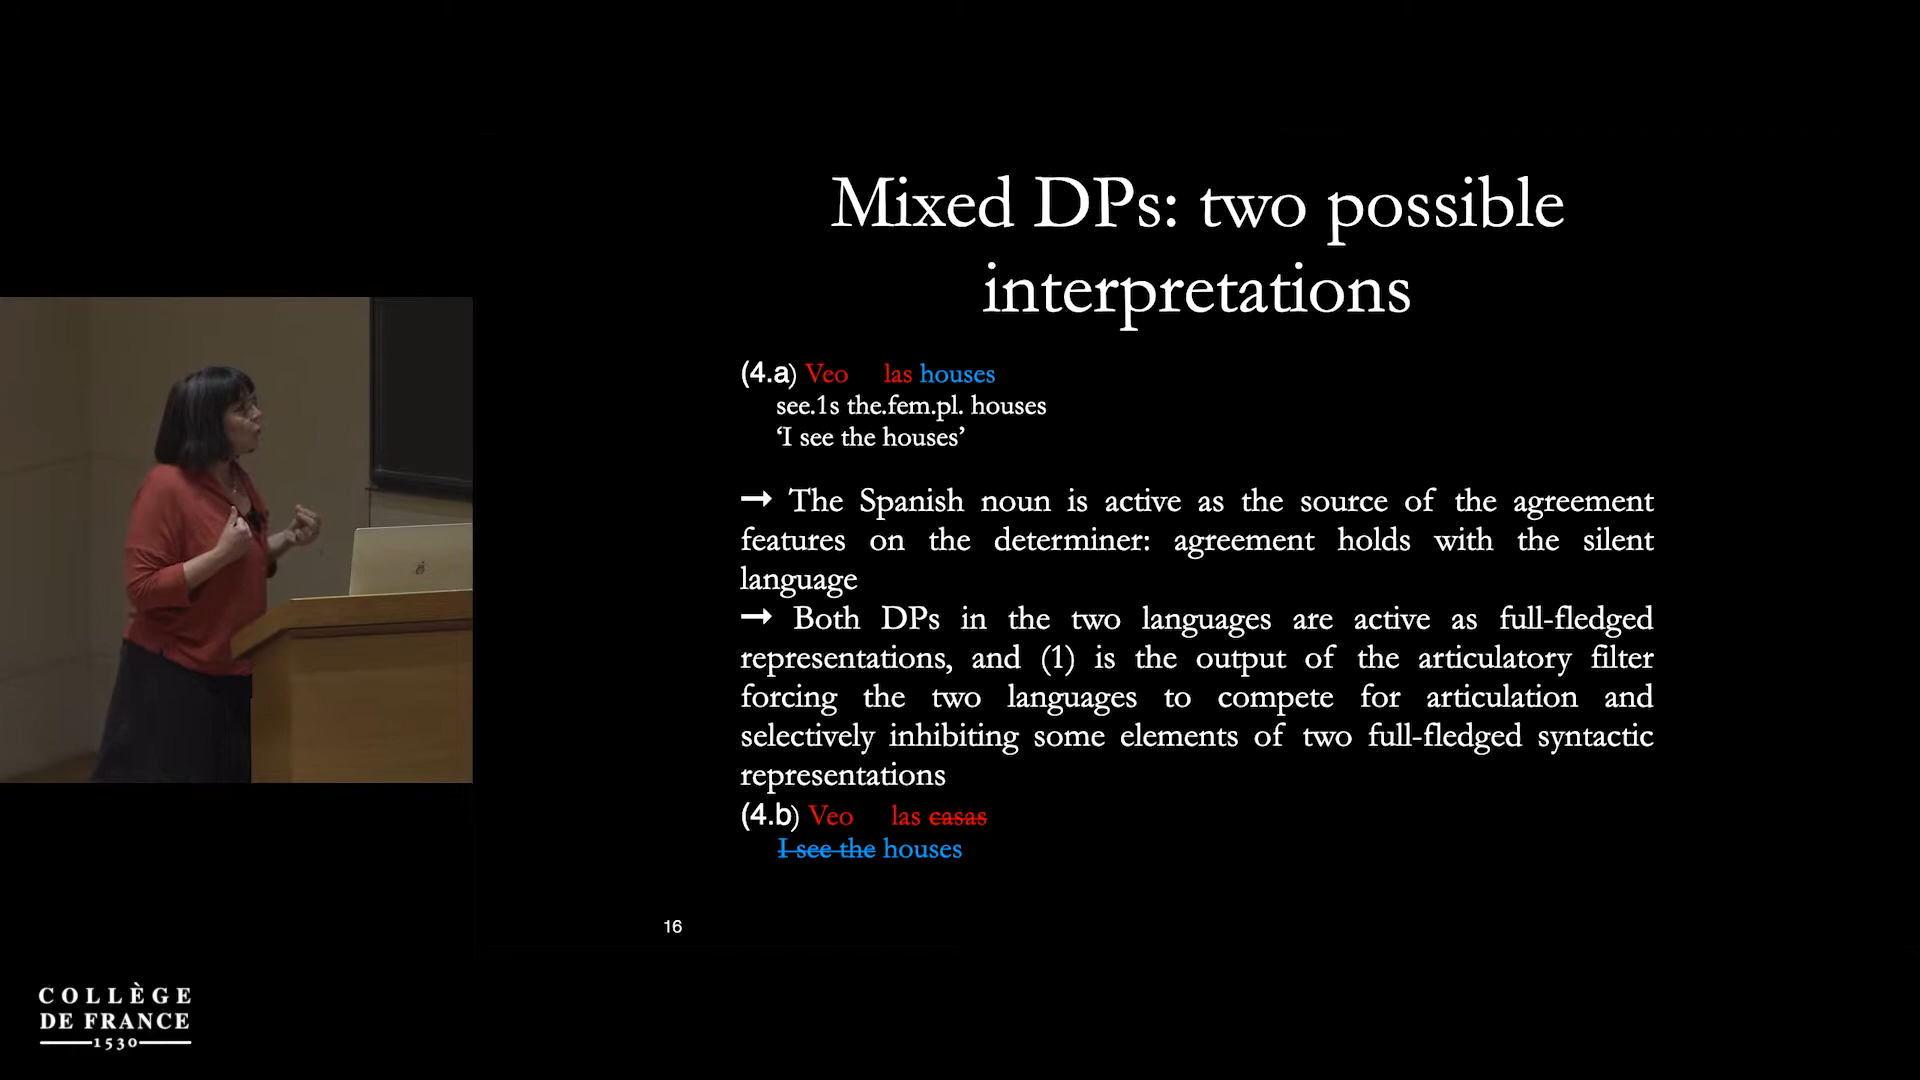 Mixed DPs: two possible
interpretations
(4.a) Veo las houses
see.1s the.fem.pl. houses
‘I see the houses’
→ The Spanish noun is active as the source of the agreement
features on the determiner: agreement holds with the silent
language
→ Both DPs in the two languages are active as full-fledged
representations, and (1) is the output of the articulatory filter
forcing the two languages to compete for articulation and
selectively inhibiting some elements of two full-fledged syntactic
representations
(4.b) Veo las casas
I see the houses
16
COLLÈGE
DE FRANCE
1530